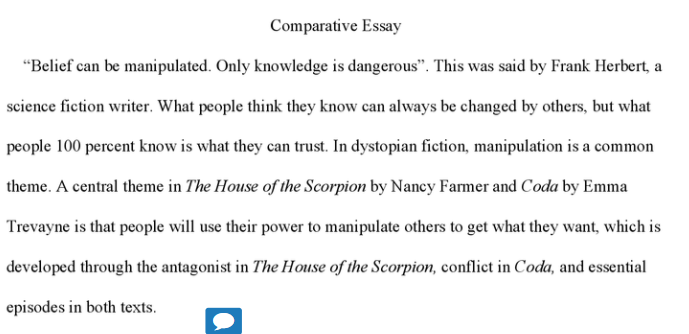 Comparative Essay
“Belief can be manipulated. Only knowledge is dangerous”. This was said by Frank Herbert, a
science fiction writer. What people think they know can always be changed by others, but what
people 100 percent know is what they can trust. In dystopian fiction, manipulation is a common
theme. A central theme in The House of the Scorpion by Nancy Farmer and Coda by Emma
Trevayne is that people will use their power to manipulate others to get what they want, which is
developed through the antagonist in The House of the Scorpion, conflict in Coda, and essential
episodes in both texts.